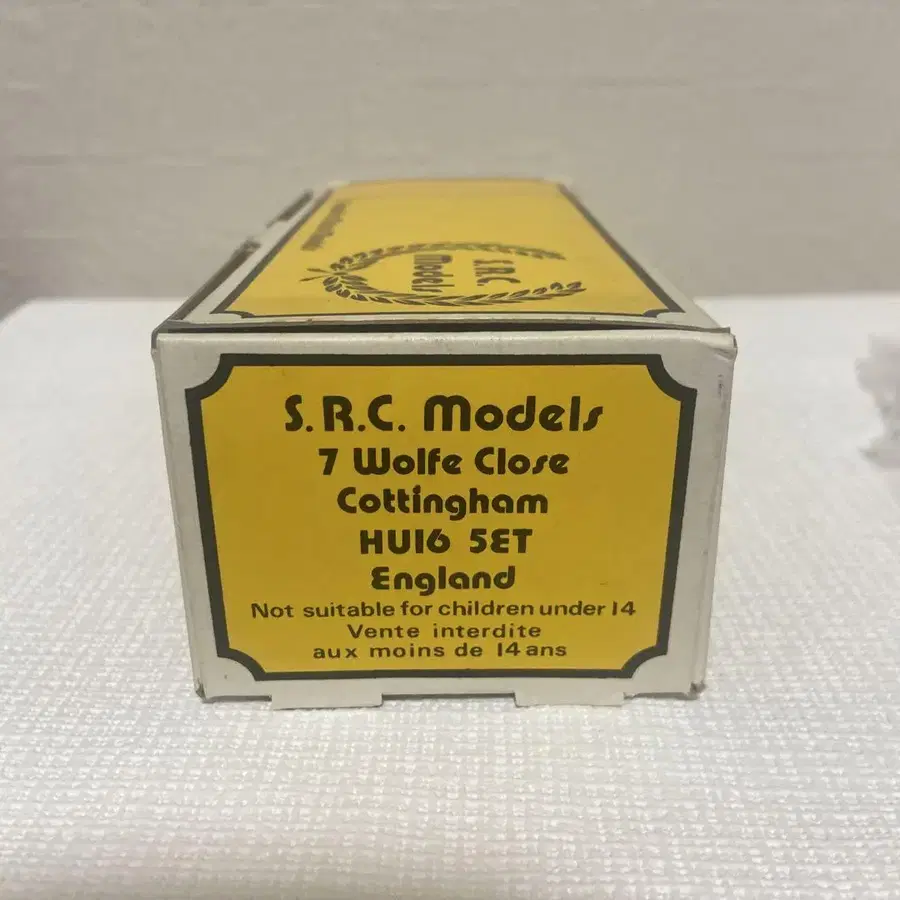 S.R.C.
Models
S.R.C. Models
7 Wolfe Close
Cottingham
HU16 5ET
England
Not suitable for children under 14
Vente interdite
aux moins de 14 ans